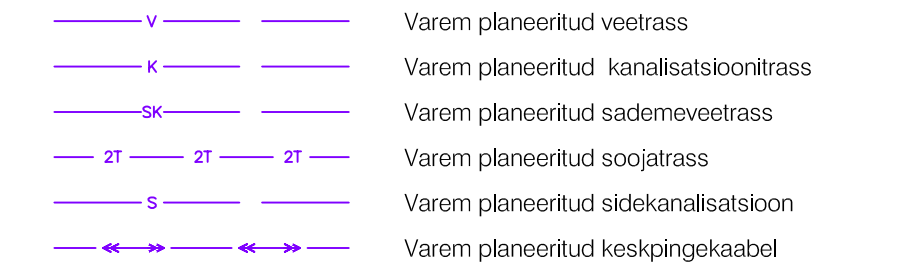 V Varem planeeritud veetrass
K Varem planeeritud kanalisatsioonitrass
SK Varem planeeritud sademeveetrass
2T 2T 2T Varem planeeritud soojatrass
S Varem planeeritud sidekanalisatsioon
Varem planeeritud keskpingekaabel